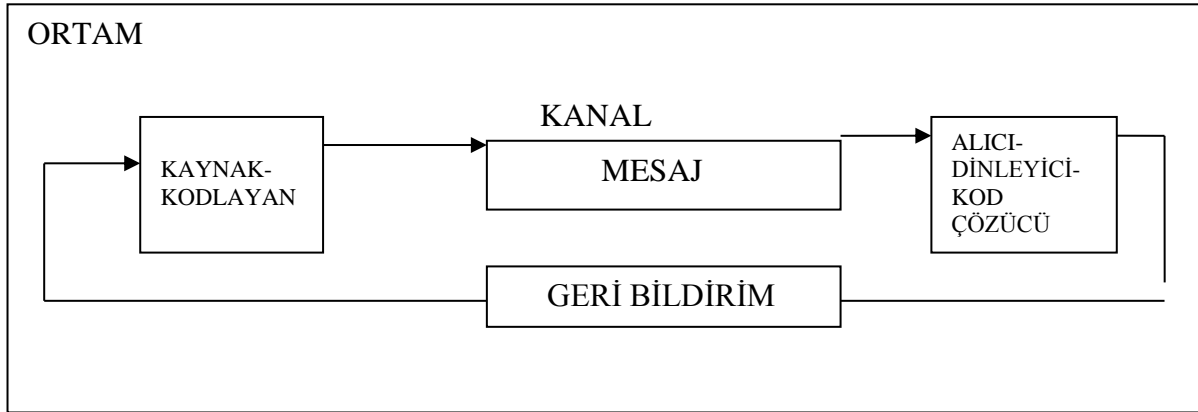 ORTAM
KANAL
KAYNAK-
KODLAYAN
MESAJ
ALICI-
DİNLEYİCİ-
KOD
ÇÖZÜCÜ
GERİ BİLDİRİM